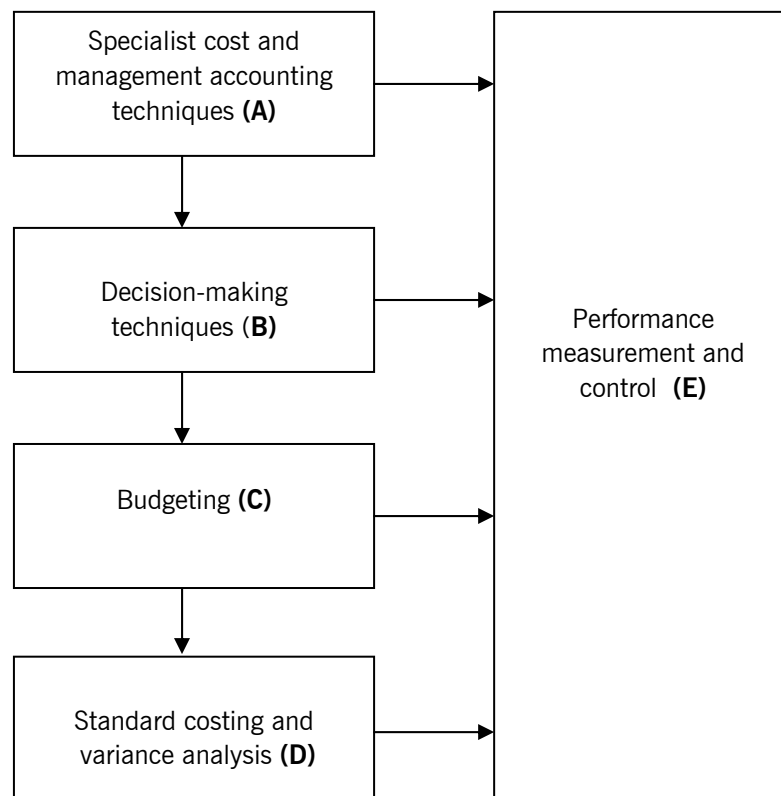 Specialist cost and
management accounting
techniques (A)
Decision-making
techniques (B)
Budgeting (C)
Standard costing and
variance analysis (D)
Performance
measurement and
control (E)